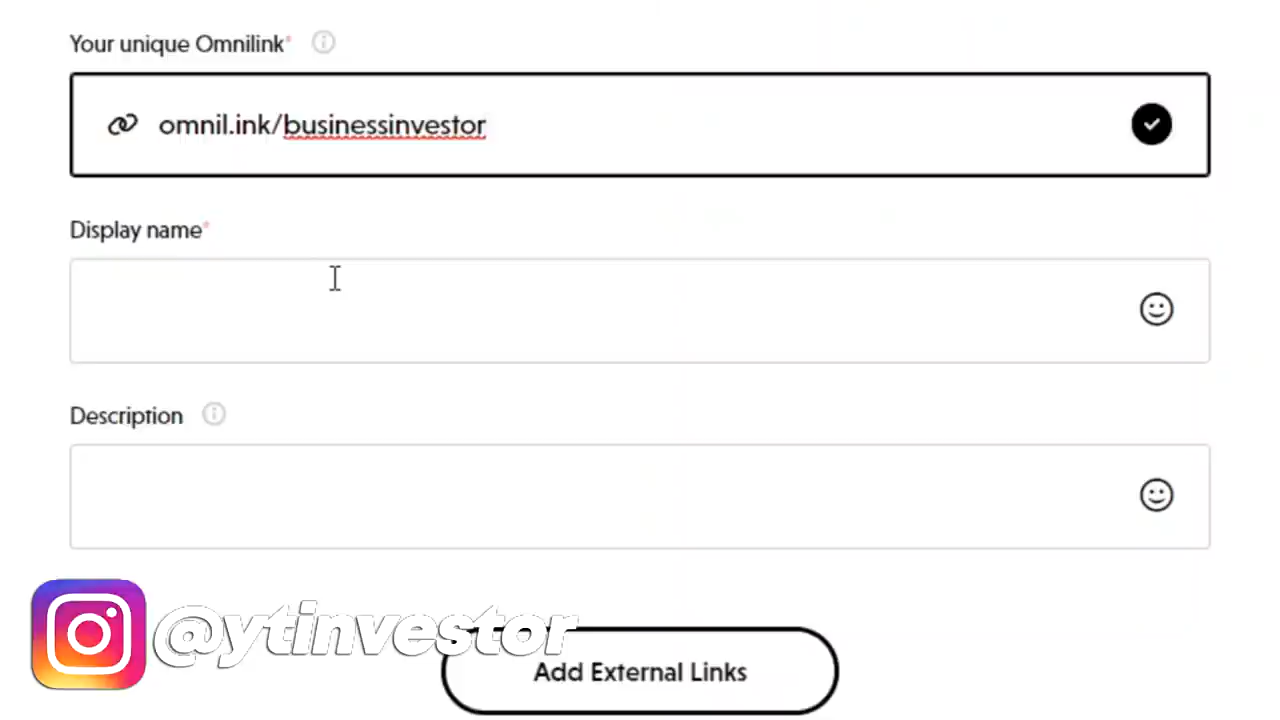 Your unique Omnilink*
omnil.ink/businessinvestor
Display name*
Description
@ytinvestor
Add External Links